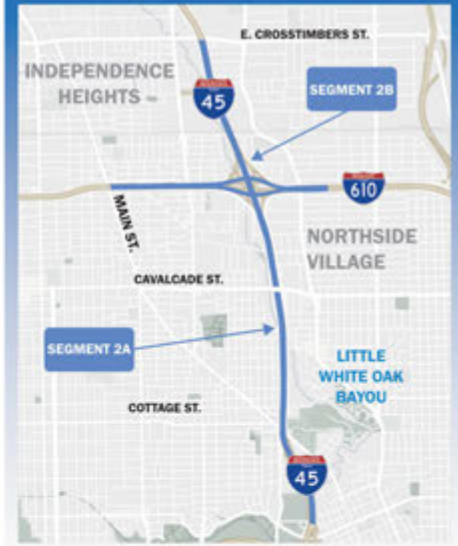 E. CROSSTIMBERS ST.
INDEPENDENCE
HEIGHTS
45
SEGMENT 2B
610
MAIN ST.
NORTHSIDE
VILLAGE
CAVALCADE ST.
SEGMENT 2A
LITTLE
WHITE OAK
BAYOU
COTTAGE ST.
45